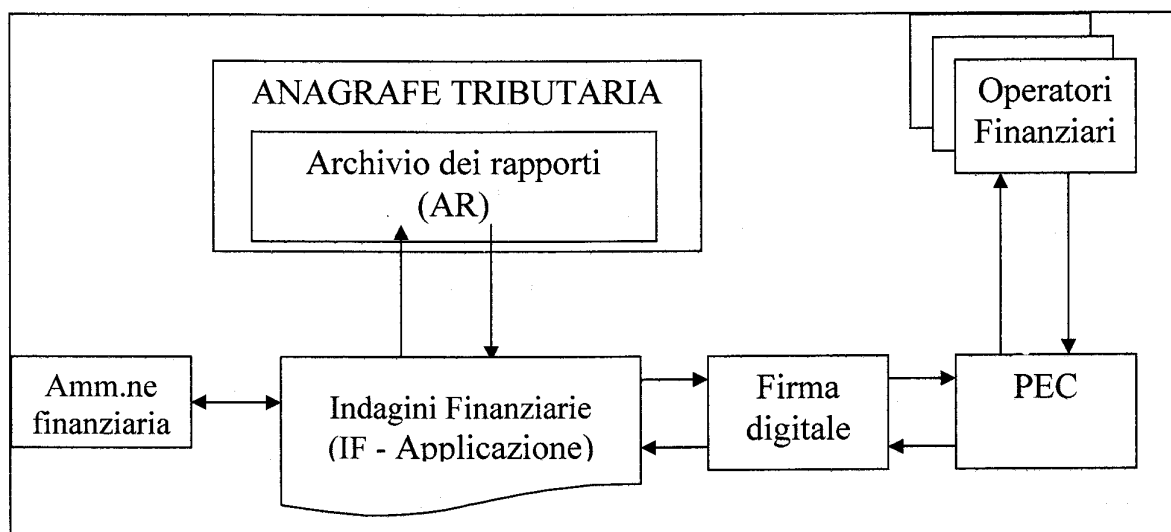 ANAGRAFE TRIBUTARIA
Archivio dei rapporti
(AR)
Operatori
Finanziari
Amm.ne
finanziaria
Indagini Finanziarie
(IF - Applicazione)
Firma
digitale
PEC